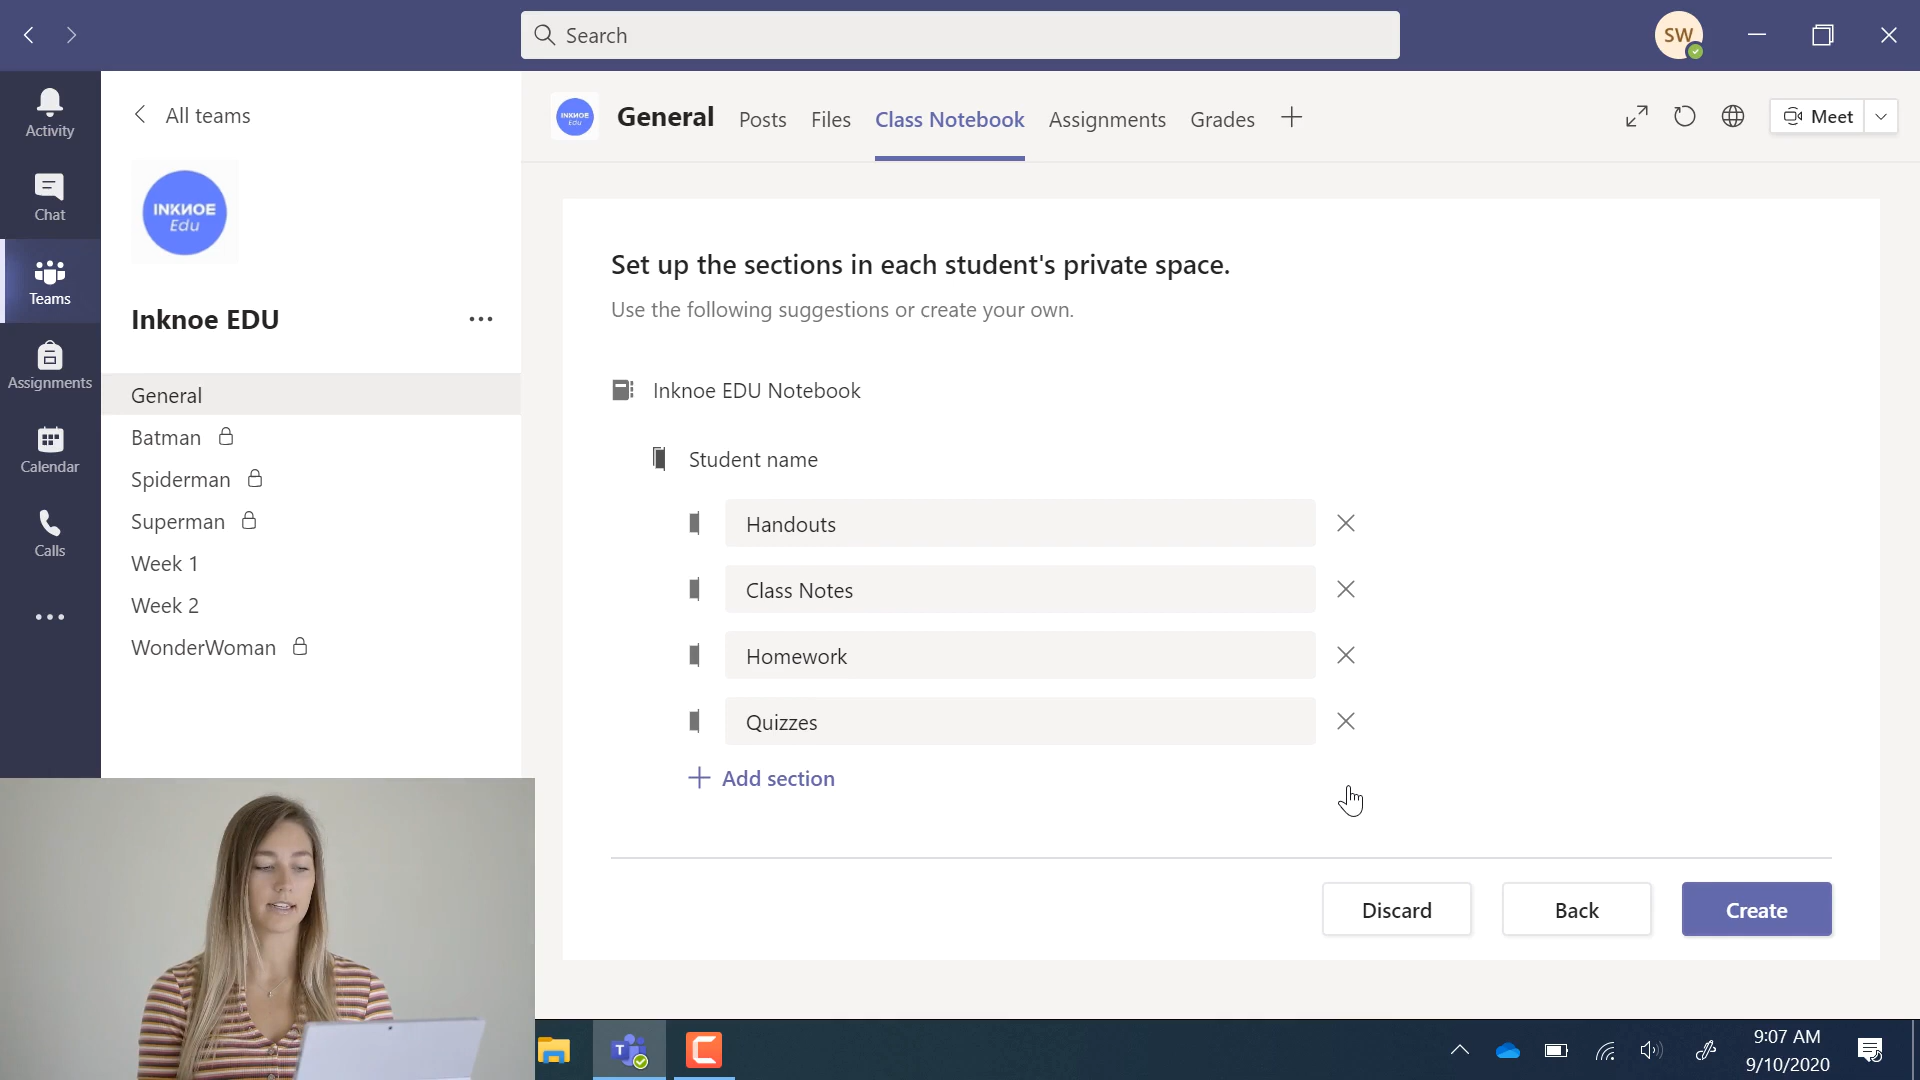 Search
SW
Activity
Chat
Teams
Assignments
Calendar
Calls
All teams
INKNOE
Edu
Inknoe EDU
General
Batman
Spiderman
Superman
Week 1
Week 2
WonderWoman
INKNOE
Edu
General
Posts
Files
Class Notebook
Assignments
Grades
Meet
Set up the sections in each student's private space.
Use the following suggestions or create your own.
Inknoe EDU Notebook
Student name
Handouts
Class Notes
Homework
Quizzes
Add section
Discard
Back
Create
T
9:07 AM
9/10/2020